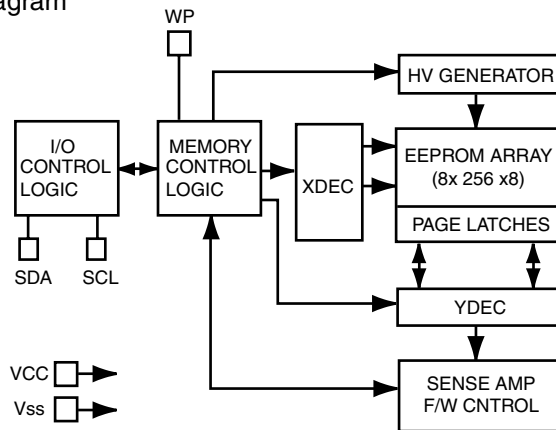 agram
WP
HV GENERATOR
I/O
CONTROL
LOGIC
MEMORY
CONTROL
LOGIC
XDEC
EEPROM ARRAY
(8x 256 x8)
PAGE LATCHES
SDA
SCL
YDEC
VCC
Vss
SENSE AMP
F/W CNTROL